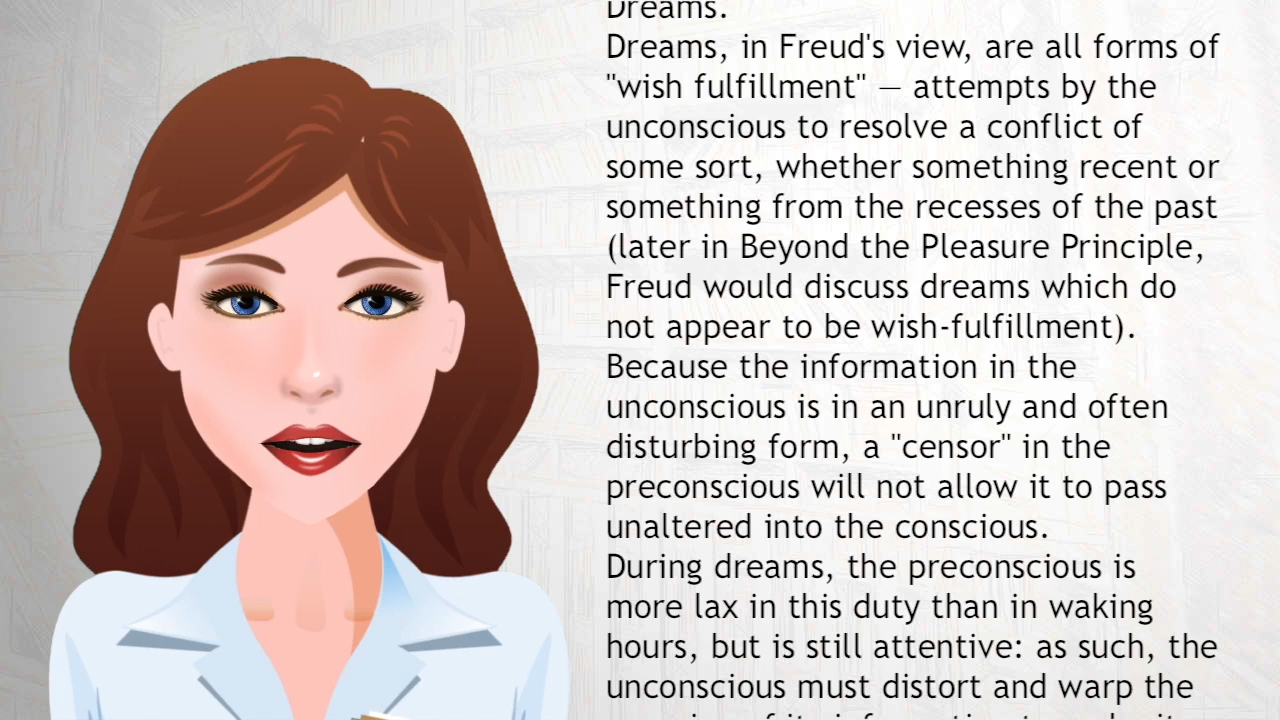 Dreams.
Dreams, in Freud's view, are all forms of
"wish fulfillment" — attempts by the
unconscious to resolve a conflict of
some sort, whether something recent or
something from the recesses of the past
(later in Beyond the Pleasure Principle,
Freud would discuss dreams which do
not appear to be wish-fulfillment).
Because the information in the
unconscious is in an unruly and often
disturbing form, a "censor" in the
preconscious will not allow it to pass
unaltered into the conscious.
During dreams, the preconscious is
more lax in this duty than in waking
hours, but is still attentive: as such, the
unconscious must distort and warp the